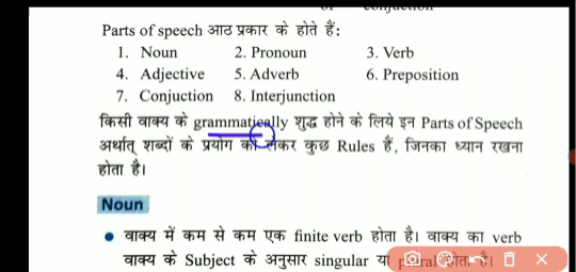 Parts of speech आठ प्रकार के होते हैं:
1. Noun 2. Pronoun 3. Verb
4. Adjective 5. Adverb 6. Preposition
7. Conjuction 8. Interjunction
किसी वाक्य के grammatically शुद्ध होने के लिये इन Parts of Speech
अर्थात् शब्दों के प्रयोग को लेकर कुछ Rules हैं, जिनका ध्यान रखना
होता है।
Noun
• वाक्य में कम से कम एक finite verb होता है। वाक्य का verb
वाक्य के Subject के अनुसार singular या plural होता है।